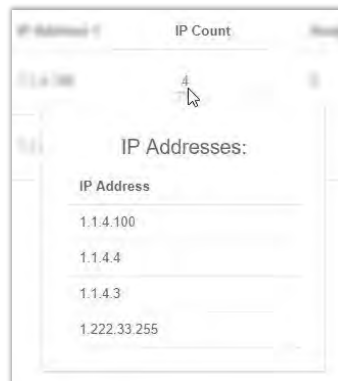 IP Count
4
IP Addresses:
IP Address
1.1.4.100
1.1.4.4
1.1.4.3
1.222.33.255